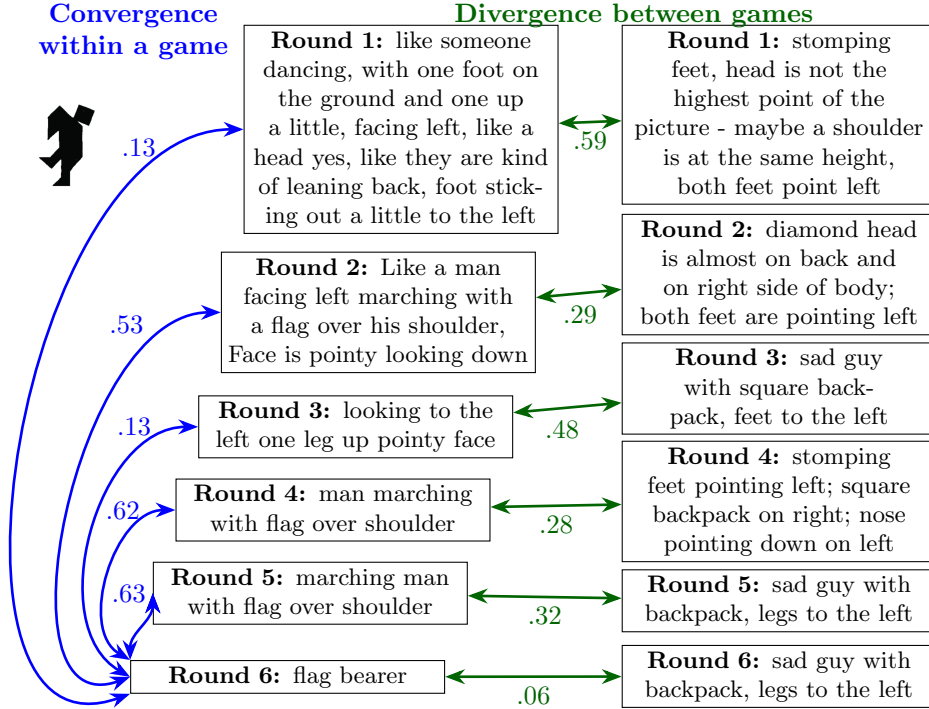 Convergence
within a game
Divergence between games
Round 1: like someone
dancing, with one foot on
the ground and one up
a little, facing left, like a
head yes, like they are kind
of leaning back, foot stick-
ing out a little to the left
Round 1: stomping
feet, head is not the
highest point of the
picture - maybe a shoulder
is at the same height,
both feet point left
.13
.59
Round 2: Like a man
facing left marching with
a flag over his shoulder,
Face is pointy looking down
Round 2: diamond head
is almost on back and
on right side of body;
both feet are pointing left
.53
.29
Round 3: looking to the
left one leg up pointy face
Round 3: sad guy
with square back-
pack, feet to the left
.13
.48
Round 4: man marching
with flag over shoulder
Round 4: stomping
feet pointing left; square
backpack on right; nose
pointing down on left
.62
.28
Round 5: marching man
with flag over shoulder
Round 5: sad guy with
backpack, legs to the left
.63
.32
Round 6: flag bearer
Round 6: sad guy with
backpack, legs to the left
.06